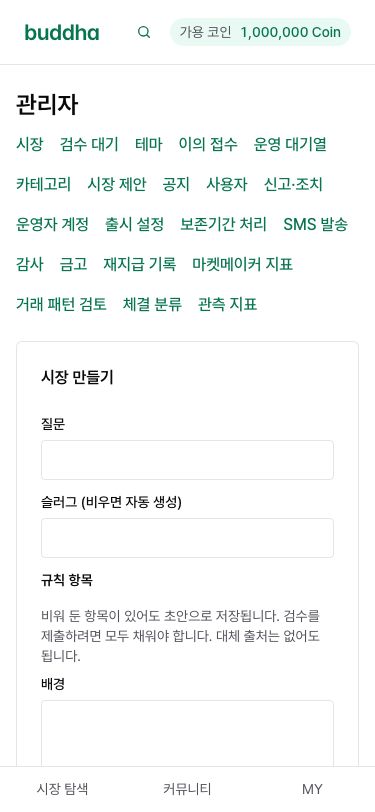 buddha
가용 코인 1,000,000 Coin
관리자
시장 검수 대기 테마 이의 접수 운영 대기열
카테고리 시장 제안 공지 사용자 신고·조치
운영자 계정 출시 설정 보존기간 처리 SMS 발송
감사 금고 재지급 기록 마켓메이커 지표
거래 패턴 검토 체결 분류 관측 지표
시장 만들기
질문
슬러그 (비우면 자동 생성)
규칙 항목
비워 둔 항목이 있어도 초안으로 저장됩니다. 검수를
제출하려면 모두 채워야 합니다. 대체 출처는 없어도
됩니다.
배경
시장 탐색 커뮤니티 MY